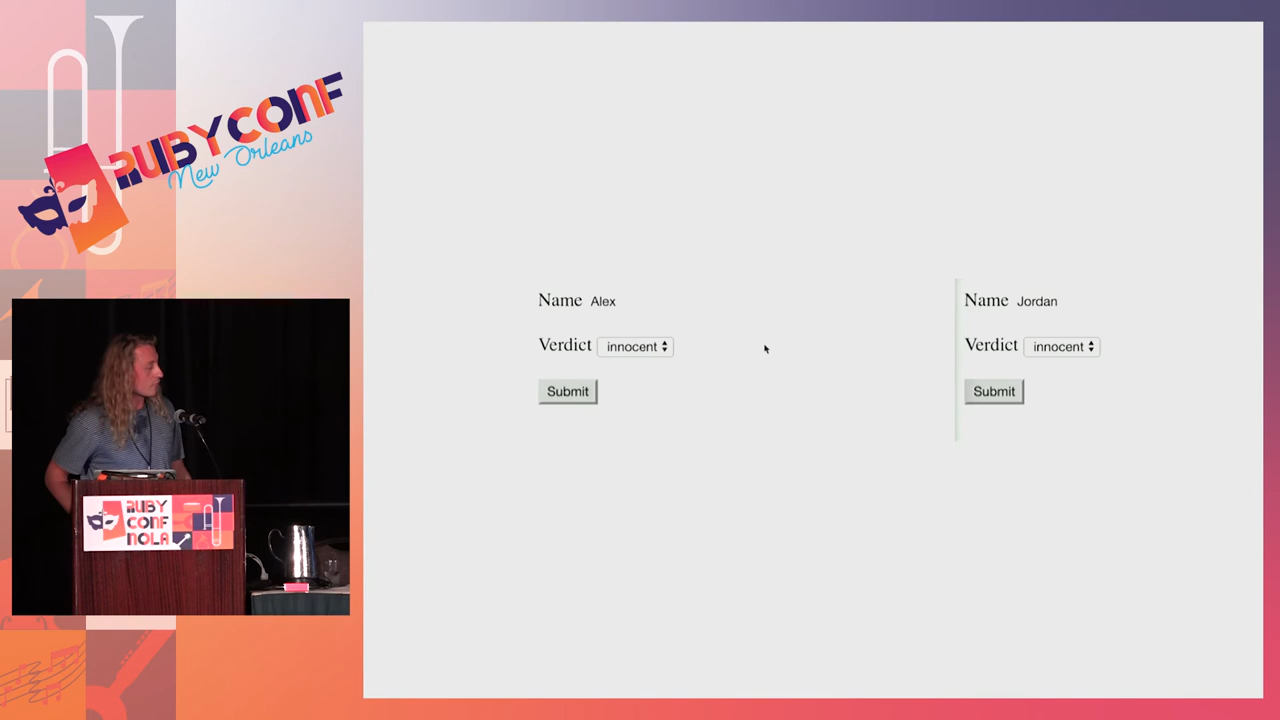 RUBYCONF
New Orleans
Name Alex
Verdict innocent
Submit
Name Jordan
Verdict innocent
Submit
RUBY
CONF
NOLA